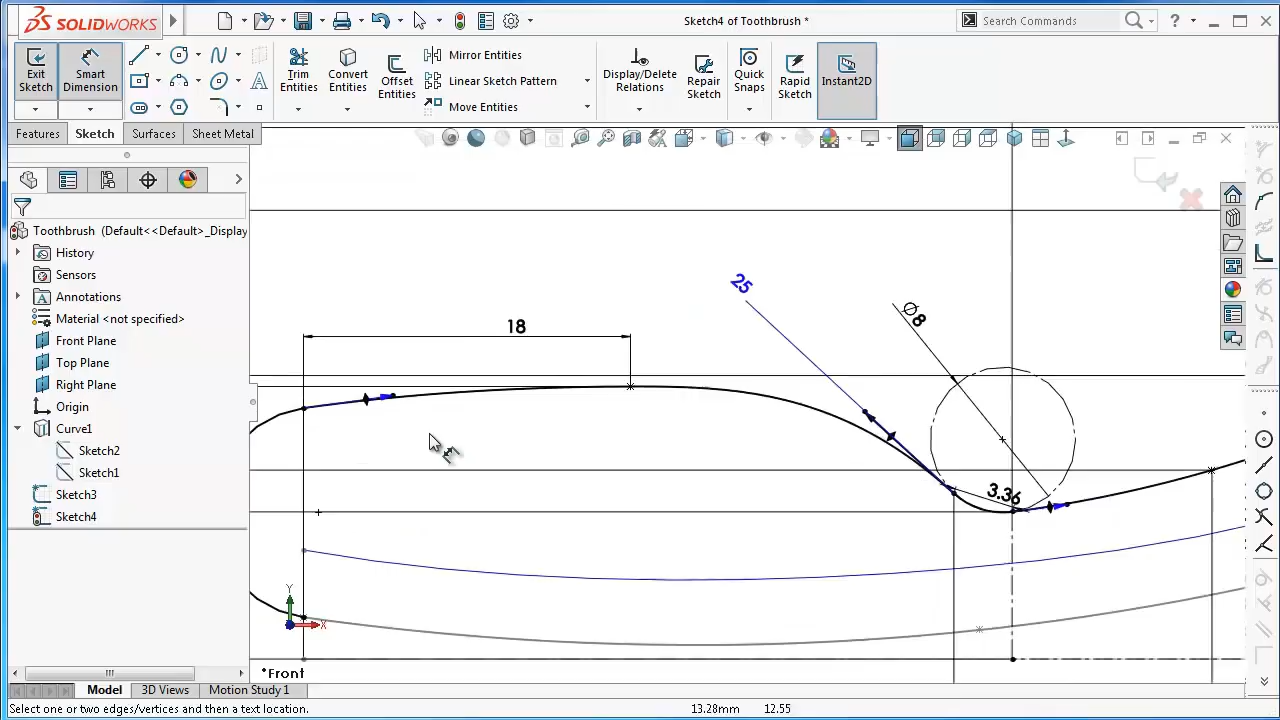 SOLIDWORKS
Sketch4 of Toothbrush *
Search Commands
?
Exit Sketch
Smart Dimension
Trim Entities
Convert Entities
Offset Entities
Mirror Entities
Linear Sketch Pattern
Move Entities
Display/Delete Relations
Repair Sketch
Quick Snaps
Rapid Sketch
Instant2D
Features
Sketch
Surfaces
Sheet Metal
Toothbrush (Default<<Default>_Display
History
Sensors
Annotations
Material <not specified>
Front Plane
Top Plane
Right Plane
Origin
Curve1
Sketch2
Sketch1
Sketch3
Sketch4
25
Ø8
18
3.36
Y
X
*Front
Model
3D Views
Motion Study 1
Select one or two edges/vertices and then a text location.
13.28mm
12.55